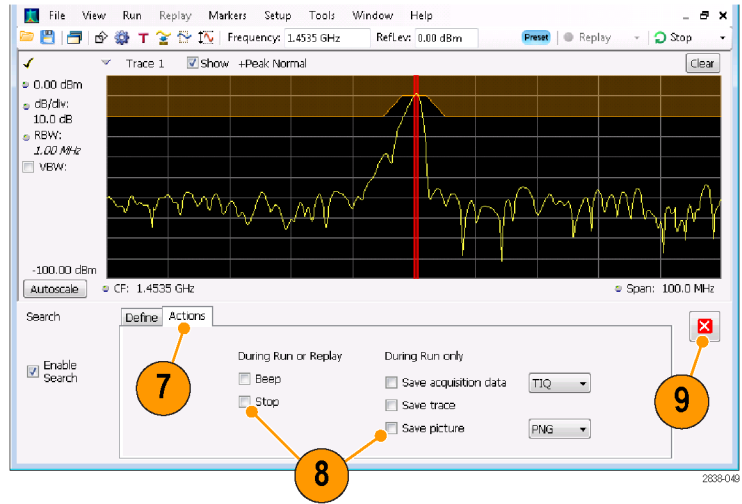 File View Run Replay Markers Setup Tools Window Help
T Frequency: 1.4535 GHz RefLev: 0.00 dBm Preset Replay Stop
Trace 1 Show +Peak Normal Clear
0.00 dBm
dB/div:
10.0 dB
RBW:
1.00 MHz
VBW:
-100.00 dBm
Autoscale CF: 1.4535 GHz Span: 100.0 MHz
Search Define Actions
Enable
Search
During Run or Replay During Run only
Beep Save acquisition data TIQ
Stop Save trace
Save picture PNG
7
8
9
2838-049